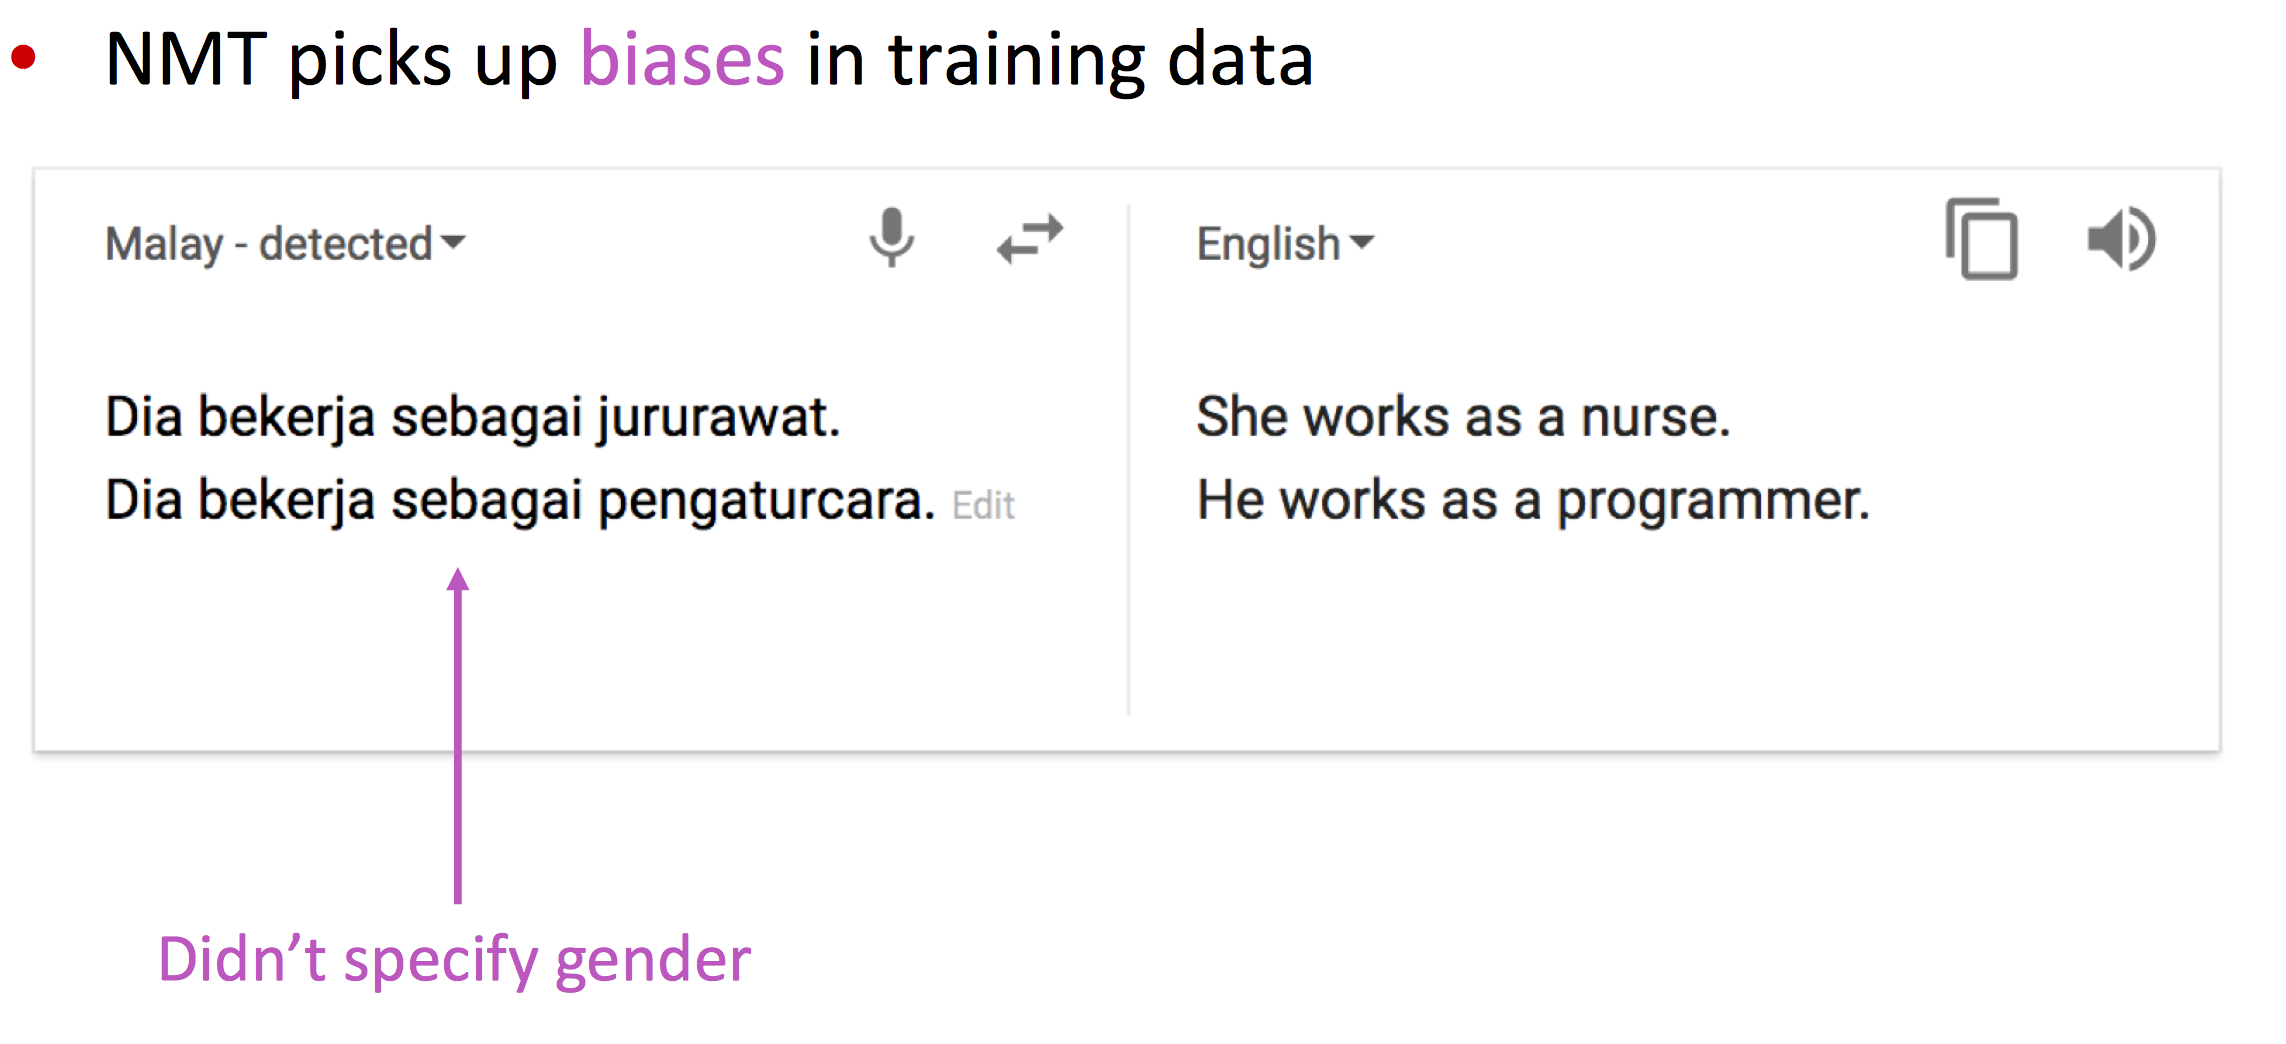 • NMT picks up biases in training data
Malay - detected
English
Dia bekerja sebagai jururawat.
Dia bekerja sebagai pengaturcara. Edit
She works as a nurse.
He works as a programmer.
Didn’t specify gender